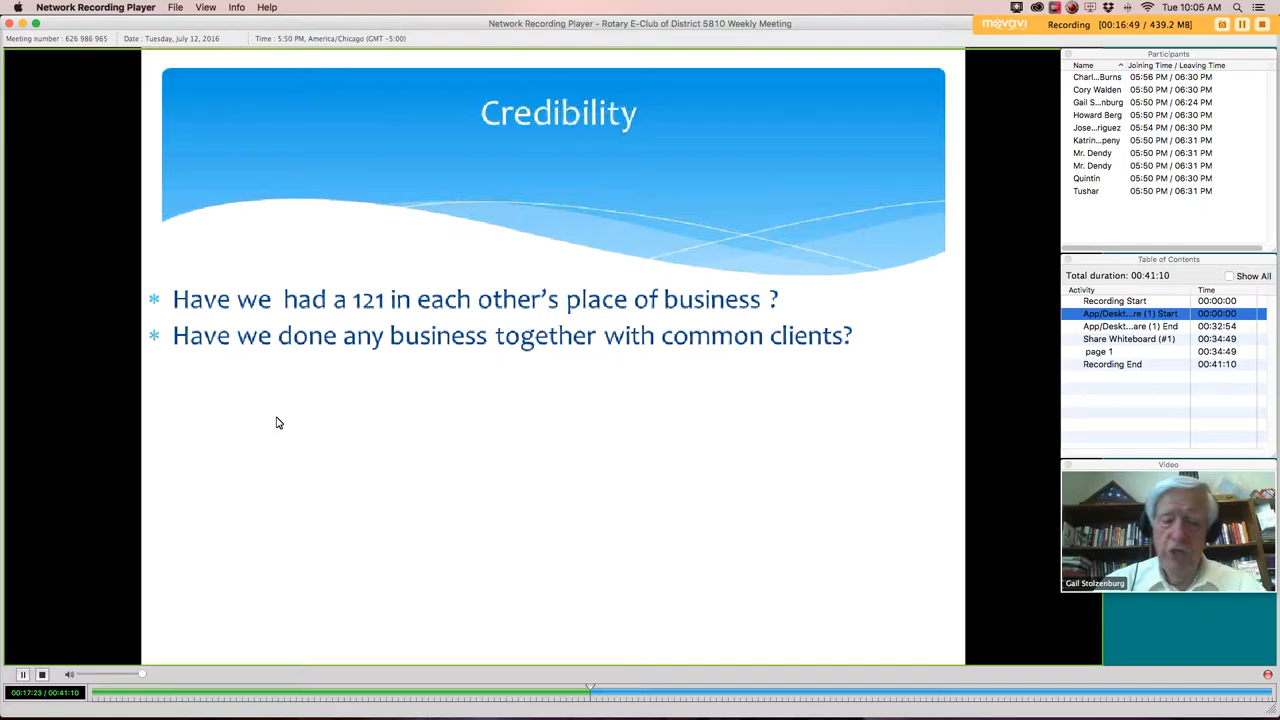 Network Recording Player File View Info Help
Tue 10:05 AM
Network Recording Player - Rotary E-Club of District 5810 Weekly Meeting
movavi Recording [00:16:49 / 439.2 MB]
Meeting number : 626 986 965 Date : Tuesday, July 12, 2016 Time : 5:50 PM, America/Chicago (GMT -5:00)
Credibility
* Have we had a 121 in each other's place of business ?
* Have we done any business together with common clients?
Participants
Name Joining Time / Leaving Time
Charl...Burns 05:56 PM / 06:30 PM
Cory Walden 05:50 PM / 06:30 PM
Gail S...nburg 05:50 PM / 06:24 PM
Howard Berg 05:50 PM / 06:30 PM
Jose...riguez 05:54 PM / 06:30 PM
Katrin...peny 05:50 PM / 06:31 PM
Mr. Dendy 05:50 PM / 06:31 PM
Mr. Dendy 05:50 PM / 06:31 PM
Quintin 05:50 PM / 06:30 PM
Tushar 05:50 PM / 06:31 PM
Table of Contents
Total duration: 00:41:10 Show All
Activity Time
Recording Start 00:00:00
App/Deskt...re (1) Start 00:00:00
App/Deskt...are (1) End 00:32:54
Share Whiteboard (#1) 00:34:49
page 1 00:34:49
Recording End 00:41:10
Video
Gail Stolzenburg
00:17:23 / 00:41:10